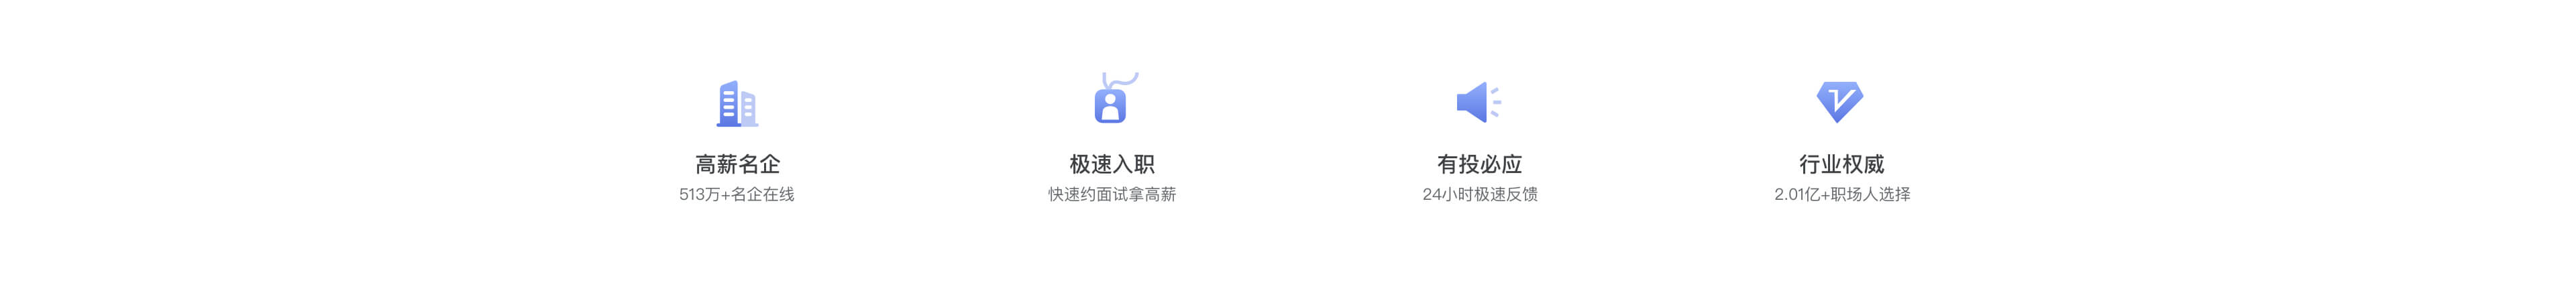 高薪名企
513万+名企在线
极速入职
快速约面试拿高薪
有投必应
24小时极速反馈
行业权威
2.01亿+职场人选择